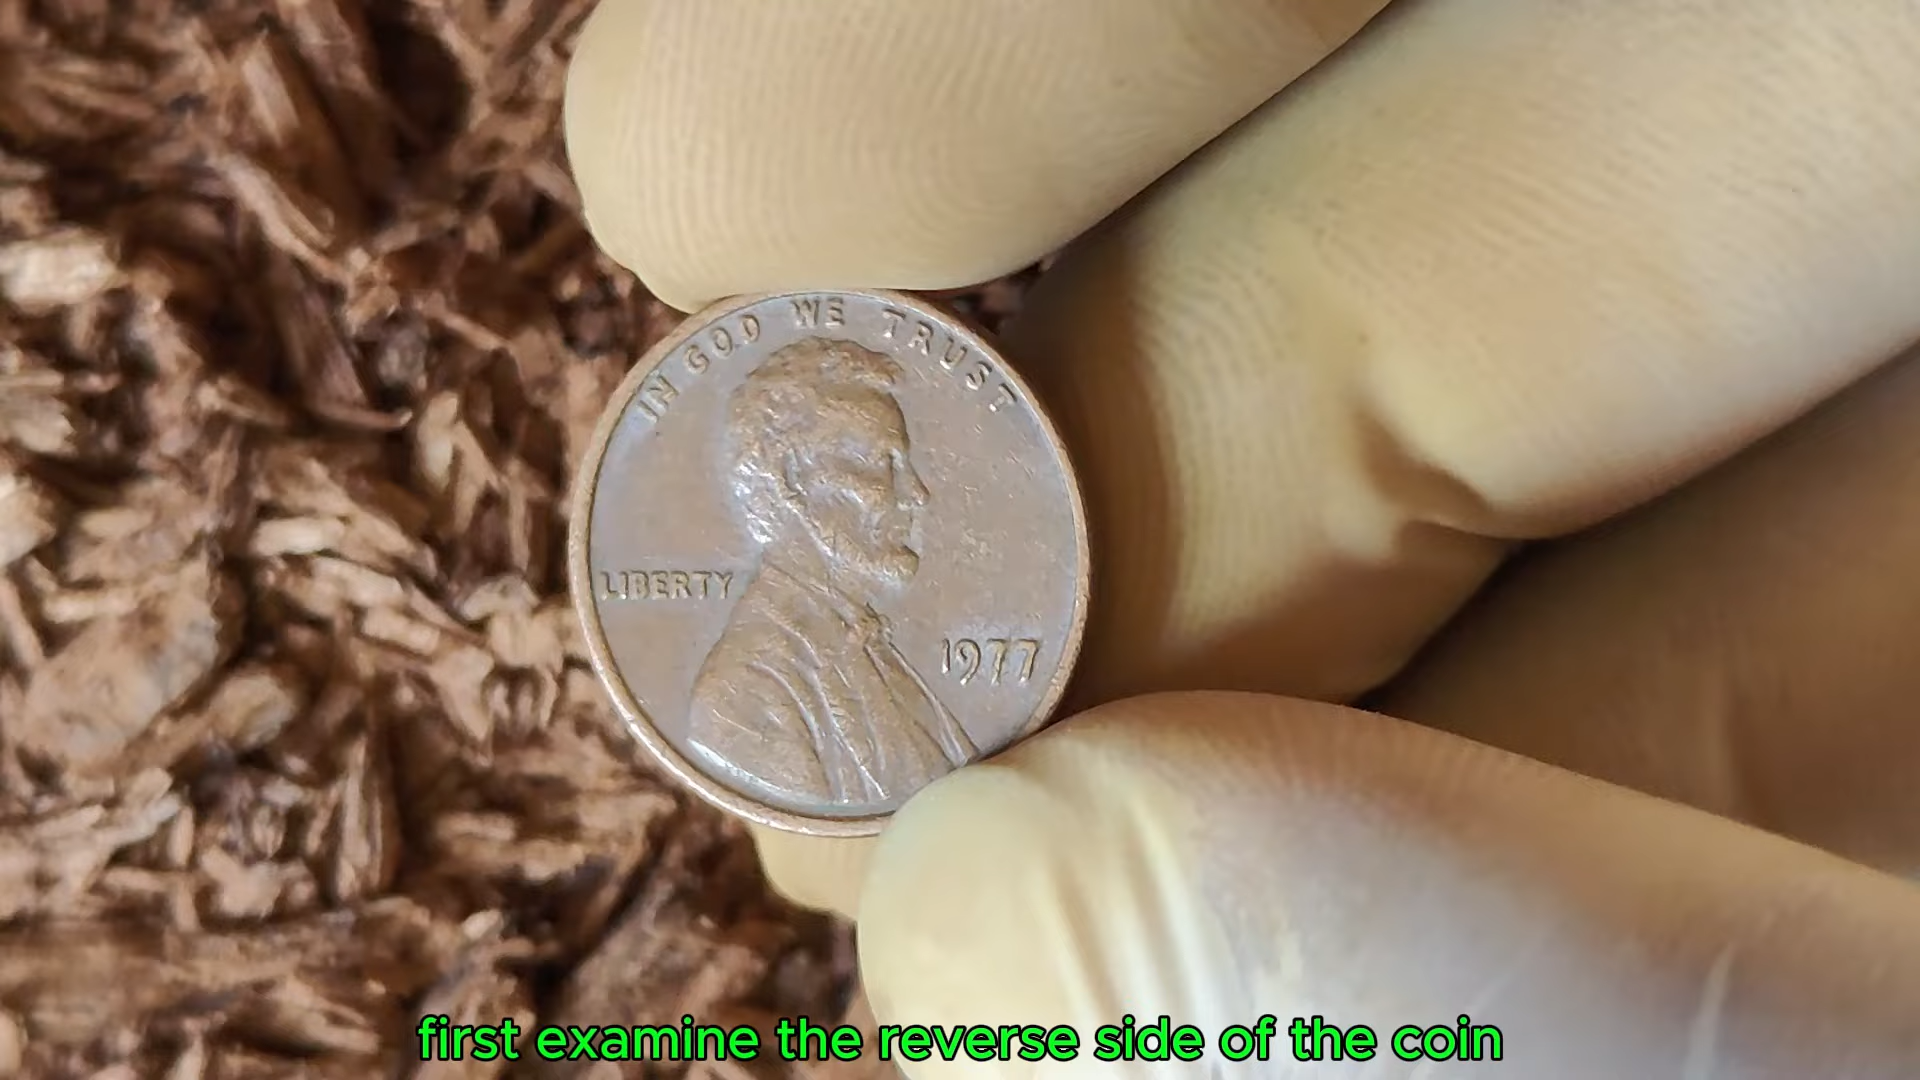 IN GOD WE TRUST
LIBERTY
1977
first examine the reverse side of the coin